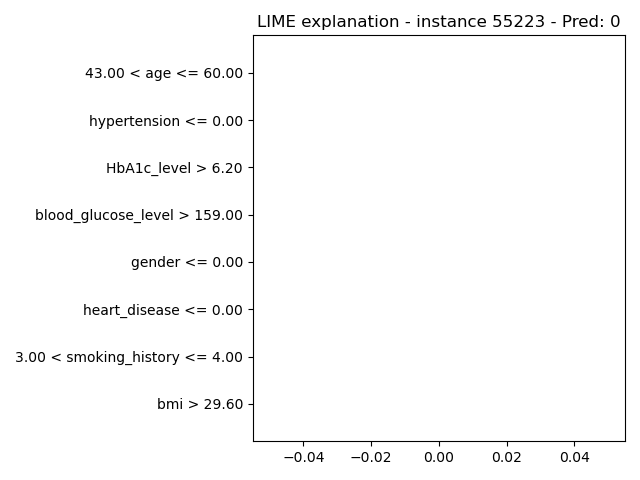 LIME explanation - instance 55223 - Pred: 0
43.00 < age <= 60.00
hypertension <= 0.00
HbA1c_level > 6.20
blood_glucose_level > 159.00
gender <= 0.00
heart_disease <= 0.00
3.00 < smoking_history <= 4.00
bmi > 29.60
−0.04 −0.02 0.00 0.02 0.04